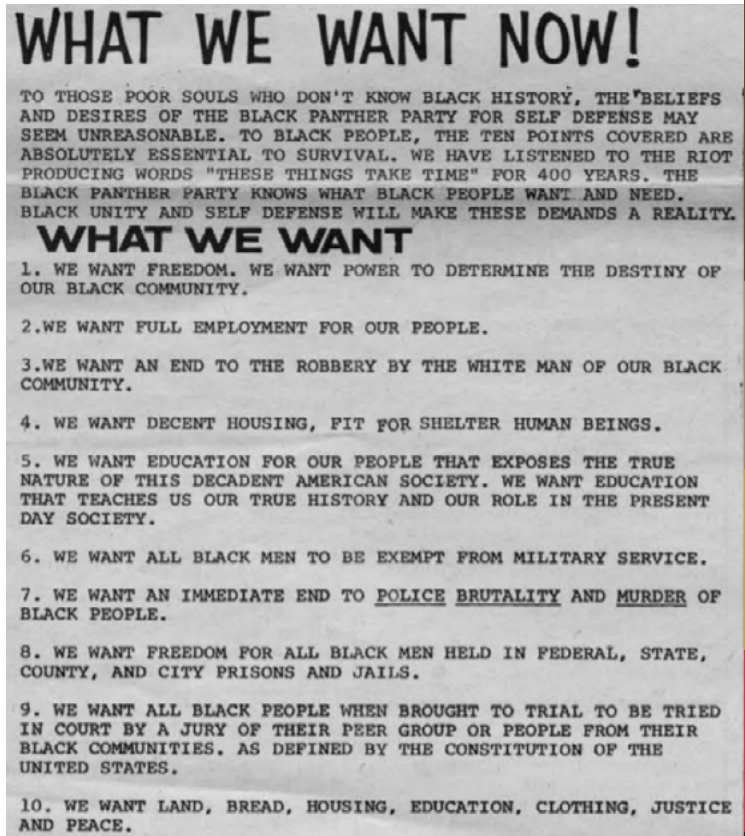 WHAT WE WANT NOW!
TO THOSE POOR SOULS WHO DON'T KNOW BLACK HISTORY, THE BELIEFS
AND DESIRES OF THE BLACK PANTHER PARTY FOR SELF DEFENSE MAY
SEEM UNREASONABLE. TO BLACK PEOPLE, THE TEN POINTS COVERED ARE
ABSOLUTELY ESSENTIAL TO SURVIVAL. WE HAVE LISTENED TO THE RIOT
PRODUCING WORDS "THESE THINGS TAKE TIME" FOR 400 YEARS. THE
BLACK PANTHER PARTY KNOWS WHAT BLACK PEOPLE WANT AND NEED.
BLACK UNITY AND SELF DEFENSE WILL MAKE THESE DEMANDS A REALITY.
WHAT WE WANT
1. WE WANT FREEDOM. WE WANT POWER TO DETERMINE THE DESTINY OF
OUR BLACK COMMUNITY.
2.WE WANT FULL EMPLOYMENT FOR OUR PEOPLE.
3.WE WANT AN END TO THE ROBBERY BY THE WHITE MAN OF OUR BLACK
COMMUNITY.
4. WE WANT DECENT HOUSING, FIT FOR SHELTER HUMAN BEINGS.
5. WE WANT EDUCATION FOR OUR PEOPLE THAT EXPOSES THE TRUE
NATURE OF THIS DECADENT AMERICAN SOCIETY. WE WANT EDUCATION
THAT TEACHES US OUR TRUE HISTORY AND OUR ROLE IN THE PRESENT
DAY SOCIETY.
6. WE WANT ALL BLACK MEN TO BE EXEMPT FROM MILITARY SERVICE.
7. WE WANT AN IMMEDIATE END TO POLICE BRUTALITY AND MURDER OF
BLACK PEOPLE.
8. WE WANT FREEDOM FOR ALL BLACK MEN HELD IN FEDERAL, STATE,
COUNTY, AND CITY PRISONS AND JAILS.
9. WE WANT ALL BLACK PEOPLE WHEN BROUGHT TO TRIAL TO BE TRIED
IN COURT BY A JURY OF THEIR PEER GROUP OR PEOPLE FROM THEIR
BLACK COMMUNITIES. AS DEFINED BY THE CONSTITUTION OF THE
UNITED STATES.
10. WE WANT LAND, BREAD, HOUSING, EDUCATION, CLOTHING, JUSTICE
AND PEACE.